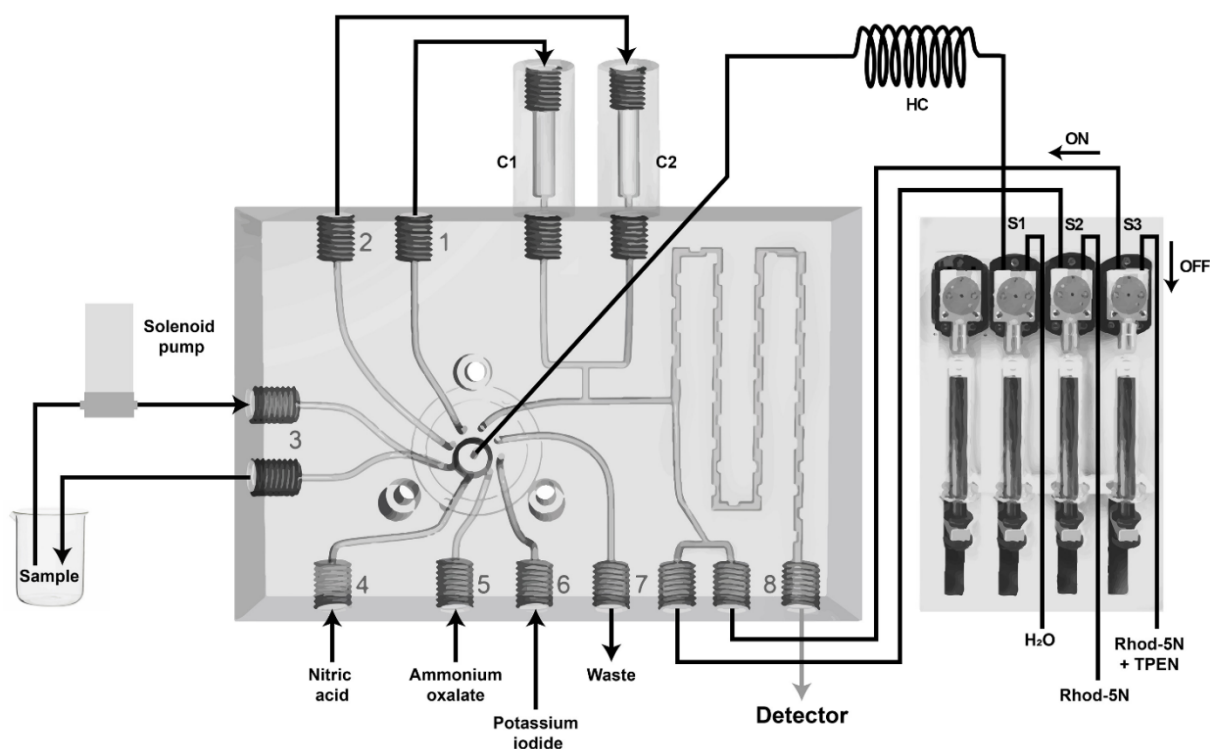 HC
ON
C1
C2
S1
S2
S3
OFF
2
1
Solenoid
pump
3
Sample
4
5
6
7
8
Nitric
acid
Ammonium
oxalate
Potassium
iodide
Waste
Detector
H₂O
Rhod-5N
Rhod-5N
+ TPEN